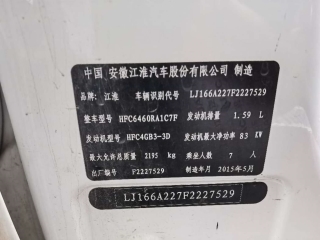 中国 安徽江淮汽车股份有限公司 制造
品牌 江淮 车辆识别代号 LJ166A227F2227529
整车型号 HFC6460RA1C7F 发动机排量 1.59 L
发动机型号 HFC4GB3-3D 发动机最大净功率 83 KW
最大允许总质量 2195 kg 乘坐人数 7 人
出厂编号 F2227529 制造年月 2015年5月
LJ166A227F2227529